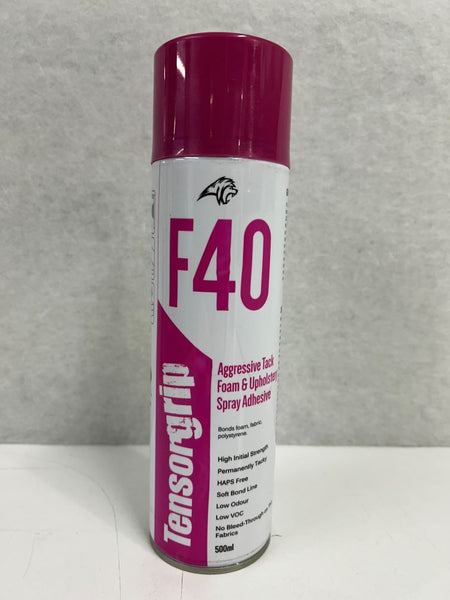 F40
Tensorgrip
Aggressive Tack
Foam & Upholstery
Spray Adhesive
Bonds foam, fabric,
polystyrene.
High Initial Strength
Permanently Tacky
HAPS Free
Soft Bond Line
Low Odour
Low VOC
No Bleed-Through
Fabrics
500ml